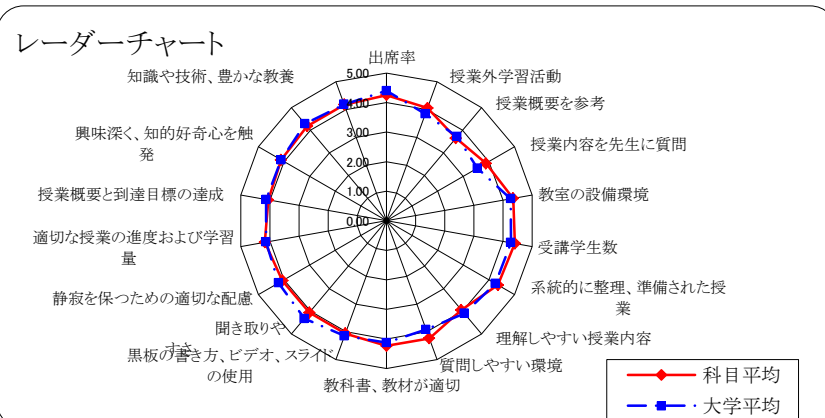 レーダーチャート
出席率
授業外学習活動
授業概要を参考
授業内容を先生に質問
教室の設備環境
受講学生数
系統的に整理、準備された授
業
理解しやすい授業内容
質問しやすい環境
教科書、教材が適切
黒板の書き方、ビデオ、スライド
の使用
聞き取りや
すさ
静寂を保つための適切な配慮
適切な授業の進度および学習
量
授業概要と到達目標の達成
興味深く、知的好奇心を触
発
知識や技術、豊かな教養
5.00
4.00
3.00
2.00
1.00
0.00
科目平均
大学平均